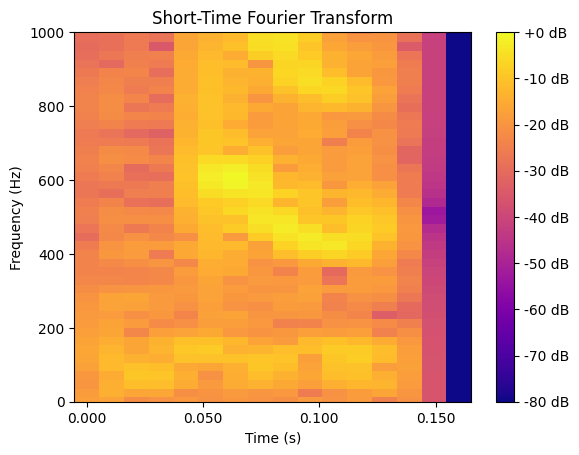 Short-Time Fourier Transform
1000
800
600
400
200
0
Frequency (Hz)
0.000
0.050
0.100
0.150
Time (s)
+0 dB
-10 dB
-20 dB
-30 dB
-40 dB
-50 dB
-60 dB
-70 dB
-80 dB